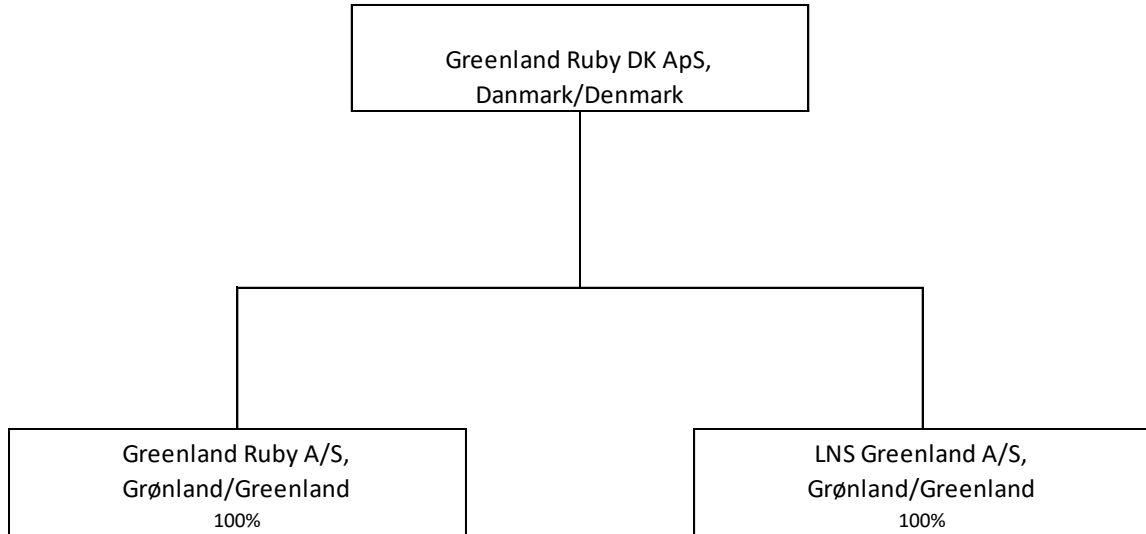 Greenland Ruby DK ApS,
Danmark/Denmark
Greenland Ruby A/S,
Grønland/Greenland
100%
LNS Greenland A/S,
Grønland/Greenland
100%